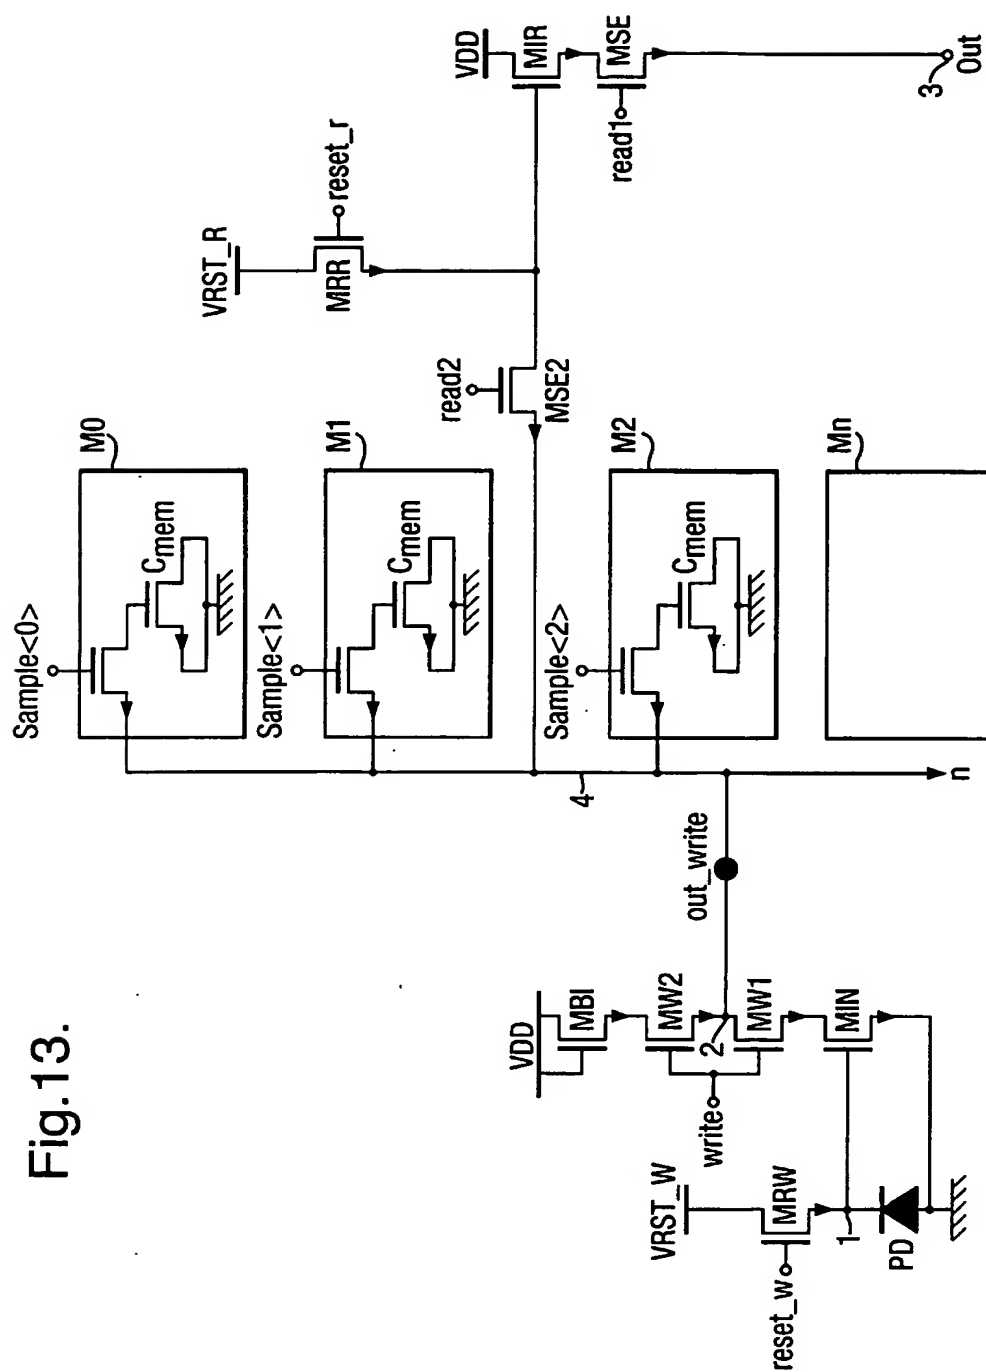 Fig.13.
VDD
MBI
MW2
write
2
MW1
MIN
VRST_W
reset_w
MRW
1
PD
out_write
4
n
Sample<0>
M0
Cmem
Sample<1>
M1
Cmem
Sample<2>
M2
Cmem
Mn
read2
MSE2
VRST_R
MRR
reset_r
VDD
MIR
read1
MSE
3
Out